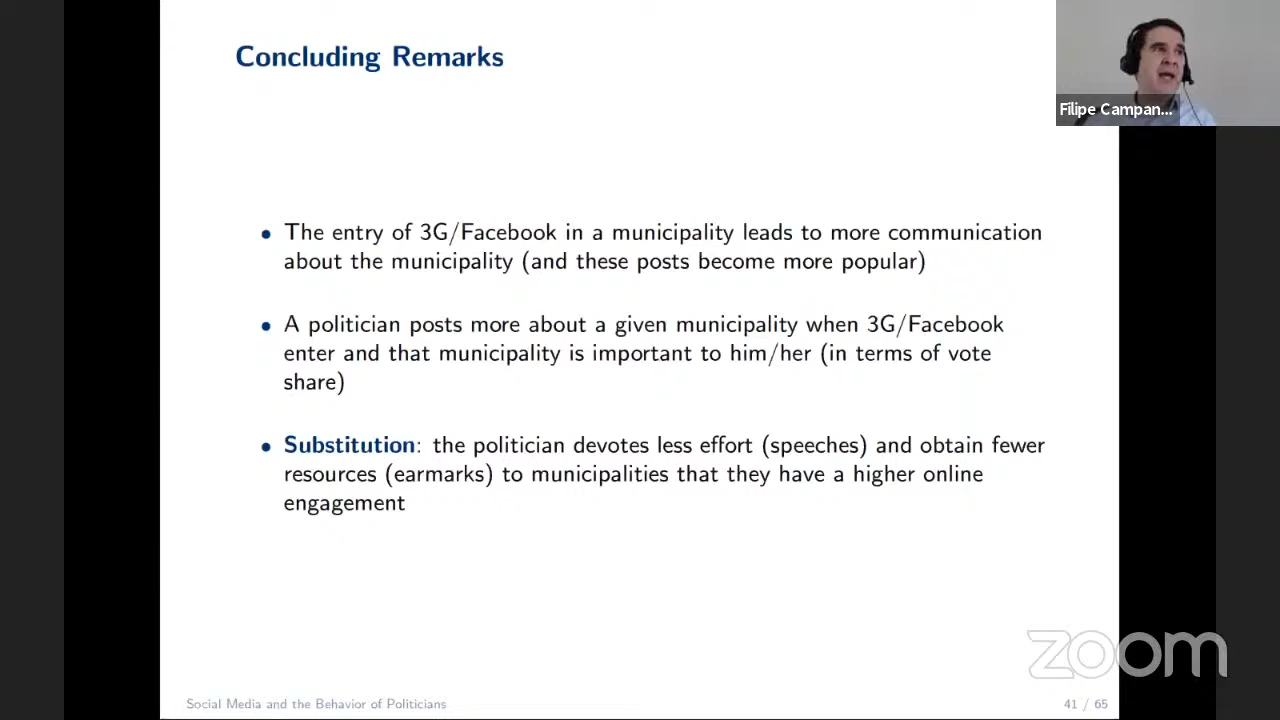 Concluding Remarks
Filipe Campan...
• The entry of 3G/Facebook in a municipality leads to more communication
about the municipality (and these posts become more popular)
• A politician posts more about a given municipality when 3G/Facebook
enter and that municipality is important to him/her (in terms of vote
share)
• Substitution: the politician devotes less effort (speeches) and obtain fewer
resources (earmarks) to municipalities that they have a higher online
engagement
zoom
Social Media and the Behavior of Politicians
41 / 65